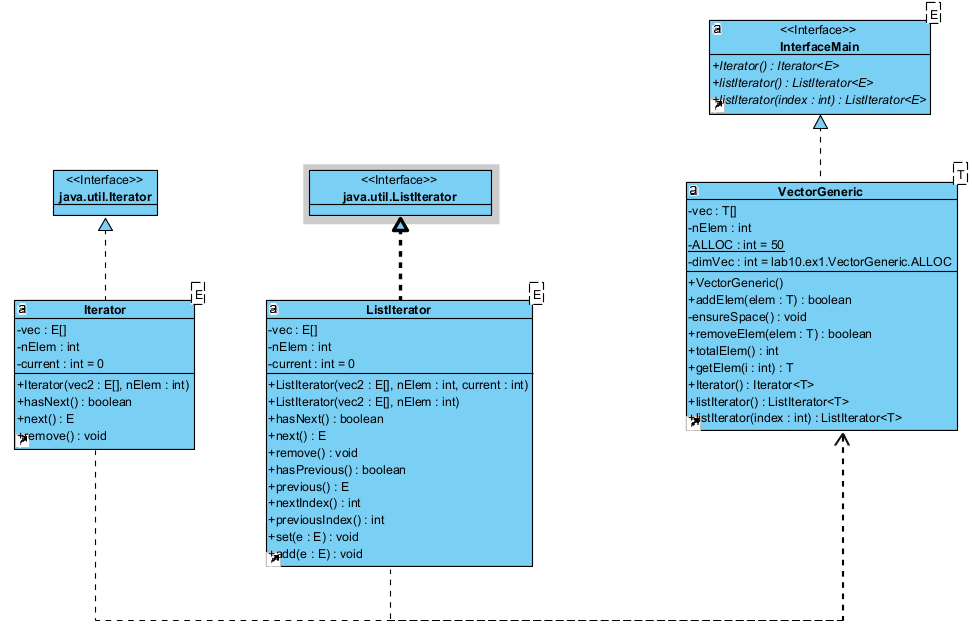 E
a
<<Interface>>
InterfaceMain
+Iterator() : Iterator<E>
+listIterator() : ListIterator<E>
+listIterator(index : int) : ListIterator<E>
<<Interface>>
java.util.Iterator
<<Interface>>
java.util.ListIterator
T
a
VectorGeneric
-vec : T[]
-nElem : int
-ALLOC : int = 50
-dimVec : int = lab10.ex1.VectorGeneric.ALLOC
+VectorGeneric()
+addElem(elem : T) : boolean
-ensureSpace() : void
+removeElem(elem : T) : boolean
+totalElem() : int
+getElem(i : int) : T
+Iterator() : Iterator<T>
+listIterator() : ListIterator<T>
+listIterator(index : int) : ListIterator<T>
E
a
Iterator
-vec : E[]
-nElem : int
-current : int = 0
+Iterator(vec2 : E[], nElem : int)
+hasNext() : boolean
+next() : E
+remove() : void
E
a
ListIterator
-vec : E[]
-nElem : int
-current : int = 0
+ListIterator(vec2 : E[], nElem : int, current : int)
+ListIterator(vec2 : E[], nElem : int)
+hasNext() : boolean
+next() : E
+remove() : void
+hasPrevious() : boolean
+previous() : E
+nextIndex() : int
+previousIndex() : int
+set(e : E) : void
+add(e : E) : void